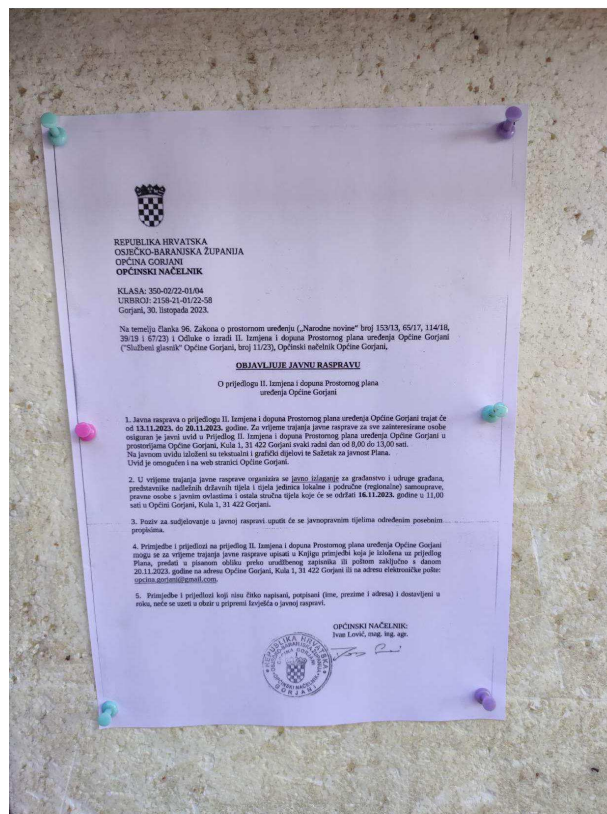 REPUBLIKA HRVATSKA
OSJEČKO-BARANJSKA ŽUPANIJA
OPĆINA GORJANI
OPĆINSKI NAČELNIK
KLASA: 350-02/22-01/04
URBROJ: 2158-21-01/22-58
Gorjani, 30. listopada 2023.
Na temelju članka 96. Zakona o prostornom uređenju („Narodne novine" broj 153/13, 65/17, 114/18,
39/19 i 67/23) i Odluke o izradi II. Izmjena i dopuna Prostornog plana uređenja Općine Gorjani
("Službeni glasnik" Općine Gorjani, broj 11/23), Općinski načelnik Općine Gorjani,
OBJAVLJUJE JAVNU RASPRAVU
O prijedlogu II. Izmjena i dopuna Prostornog plana
uređenja Općine Gorjani
1. Javna rasprava o prijedlogu II. Izmjena i dopuna Prostornog plana uređenja Općine Gorjani trajat će
od 13.11.2023. do 20.11.2023. godine. Za vrijeme trajanja javne rasprave za sve zainteresirane osobe
osiguran je javni uvid u Prijedlog II. Izmjena i dopuna Prostornog plana uređenja Općine Gorjani u
prostorijama Općine Gorjani, Kula 1, 31 422 Gorjani svaki radni dan od 8,00 do 13,00 sati.
Na javnom uvidu izloženi su tekstualni i grafički dijelovi te Sažetak za javnost Plana.
Uvid je omogućen i na web stranici Općine Gorjani.
2. U vrijeme trajanja javne rasprave organizira se javno izlaganje za građanstvo i udruge građana,
predstavnike nadležnih državnih tijela i tijela jedinica lokalne i područne (regionalne) samouprave,
pravne osobe s javnim ovlastima i ostala stručna tijela koje će se održati 16.11.2023. godine u 11,00
sati u Općini Gorjani, Kula 1, 31 422 Gorjani.
3. Poziv za sudjelovanje u javnoj raspravi uputit će se javnopravnim tijelima određenim posebnim
propisima.
4. Primjedbe i prijedlozi na prijedlog II. Izmjena i dopuna Prostornog plana uređenja Općine Gorjani
mogu se za vrijeme trajanja javne rasprave upisati u Knjigu primjedbi koja je izložena uz prijedlog
Plana, predati u pisanom obliku preko urudžbenog zapisnika ili poštom zaključno s danom
20.11.2023. godine na adresu Općine Gorjani, Kula 1, 31 422 Gorjani ili na adresu elektroničke pošte:
opcina.gorjani@gmail.com.
5. Primjedbe i prijedlozi koji nisu čitko napisani, potpisani (ime, prezime i adresa) i dostavljeni u
roku, neće se uzeti u obzir u pripremi Izvješća o javnoj raspravi.
OPĆINSKI NAČELNIK:
Ivan Lović, mag. ing. agr.
REPUBLIKA HRVATSKA
OSJEČKO-BARANJSKA ŽUPANIJA
OPĆINA GORJANI
OPĆINSKI NAČELNIK
GORJANI